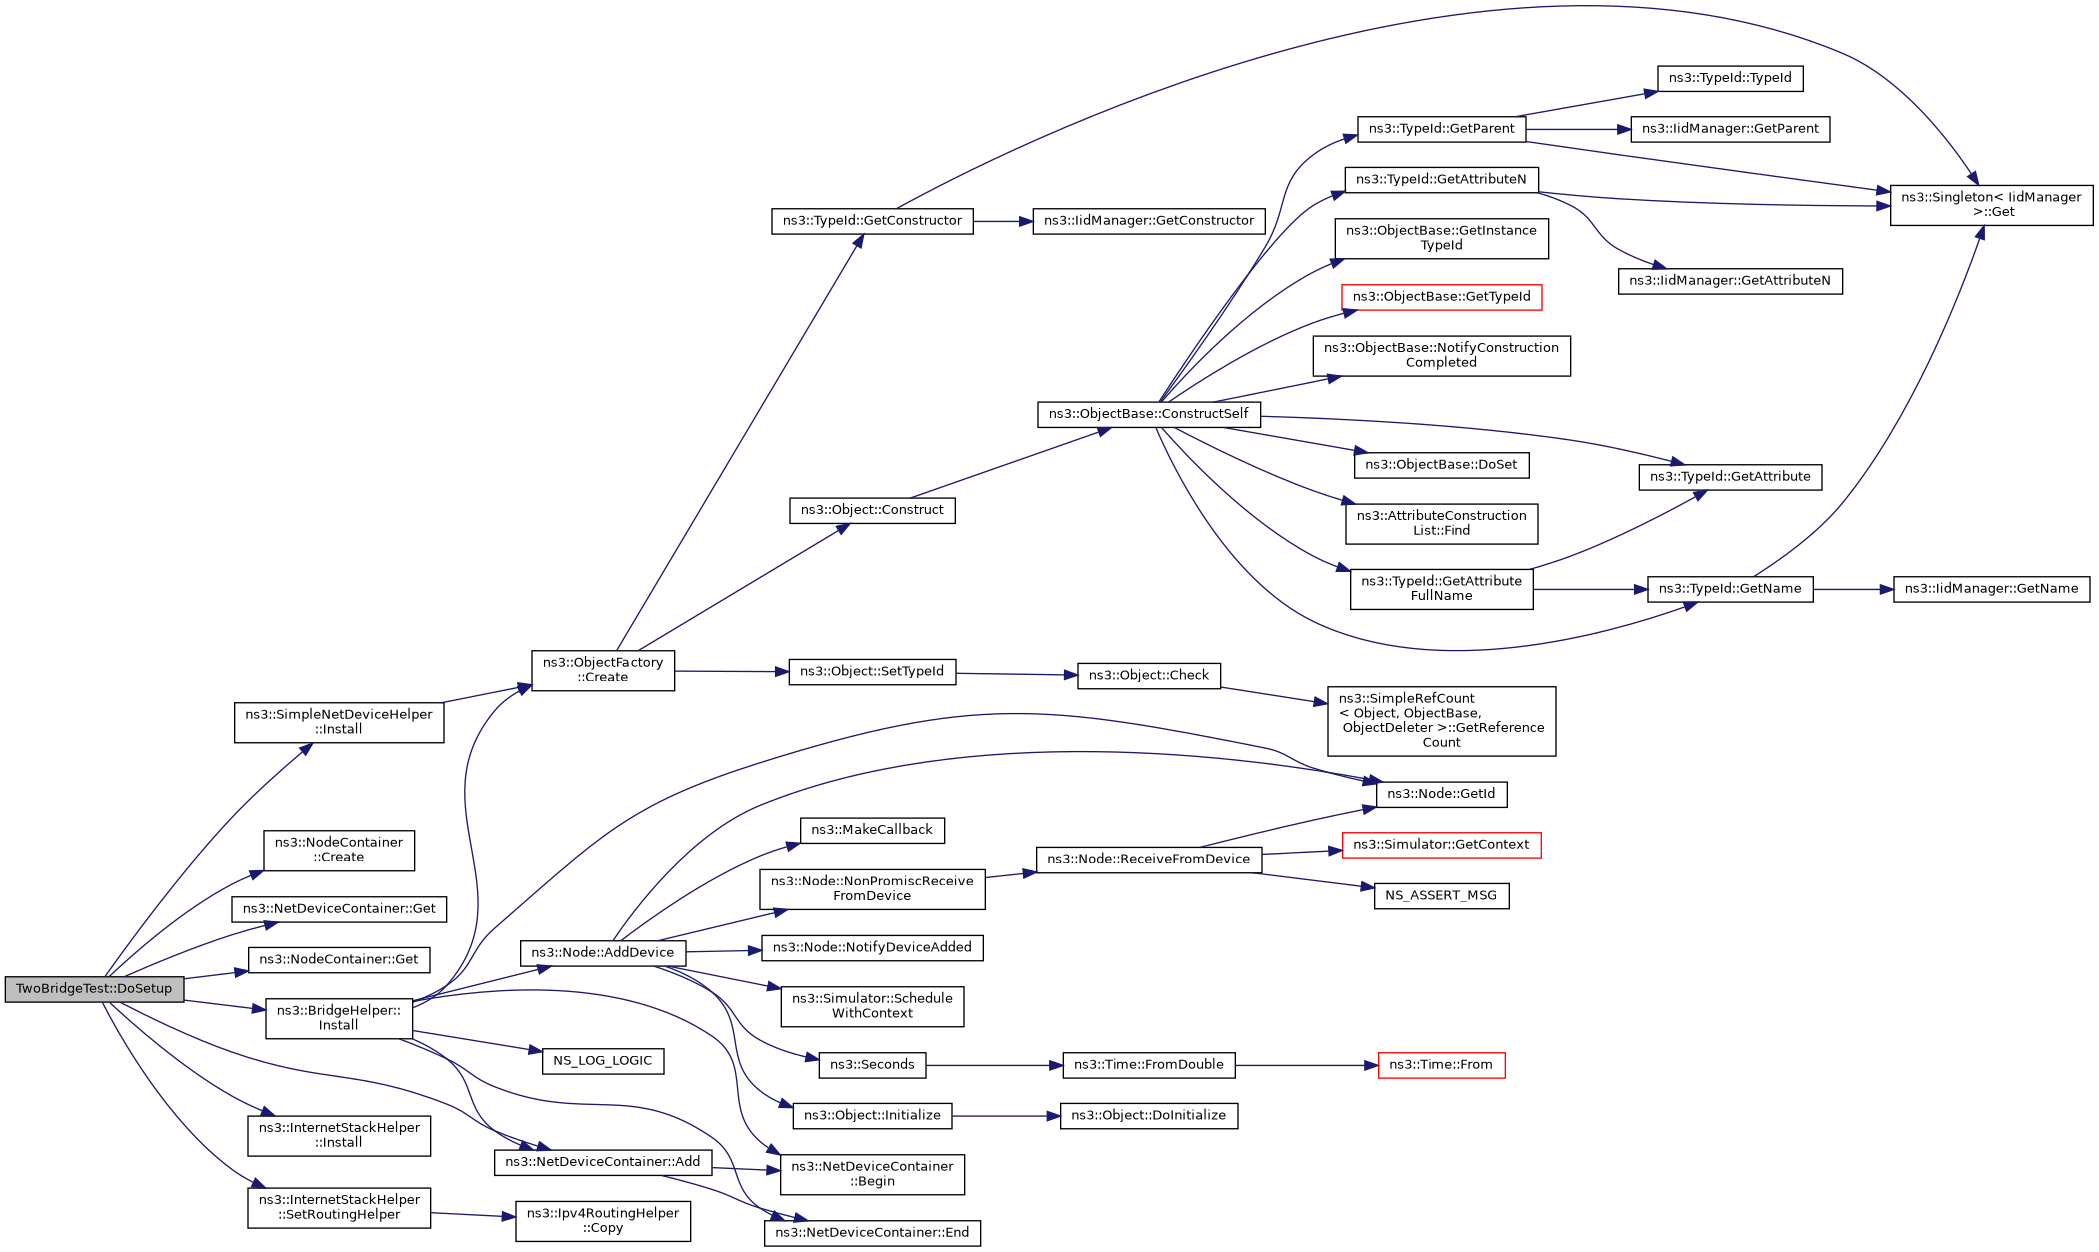 TwoBridgeTest::DoSetup
ns3::SimpleNetDeviceHelper
::Install
ns3::NodeContainer
::Create
ns3::NetDeviceContainer::Get
ns3::NodeContainer::Get
ns3::BridgeHelper::
Install
ns3::InternetStackHelper
::Install
ns3::InternetStackHelper
::SetRoutingHelper
ns3::ObjectFactory
::Create
ns3::Node::AddDevice
NS_LOG_LOGIC
ns3::NetDeviceContainer::Add
ns3::Ipv4RoutingHelper
::Copy
ns3::TypeId::GetConstructor
ns3::Object::Construct
ns3::Object::SetTypeId
ns3::MakeCallback
ns3::Node::NonPromiscReceive
FromDevice
ns3::Node::NotifyDeviceAdded
ns3::Simulator::Schedule
WithContext
ns3::Seconds
ns3::Object::Initialize
ns3::NetDeviceContainer
::Begin
ns3::NetDeviceContainer::End
ns3::IidManager::GetConstructor
ns3::ObjectBase::ConstructSelf
ns3::Object::Check
ns3::Node::ReceiveFromDevice
ns3::Time::FromDouble
ns3::Object::DoInitialize
ns3::TypeId::GetParent
ns3::TypeId::GetAttributeN
ns3::ObjectBase::GetInstance
TypeId
ns3::ObjectBase::GetTypeId
ns3::ObjectBase::NotifyConstruction
Completed
ns3::ObjectBase::DoSet
ns3::AttributeConstruction
List::Find
ns3::TypeId::GetAttribute
FullName
ns3::SimpleRefCount
< Object, ObjectBase,
ObjectDeleter >::GetReference
Count
ns3::Node::GetId
ns3::Simulator::GetContext
NS_ASSERT_MSG
ns3::Time::From
ns3::TypeId::TypeId
ns3::IidManager::GetParent
ns3::IidManager::GetAttributeN
ns3::TypeId::GetAttribute
ns3::TypeId::GetName
ns3::Singleton< IidManager
>::Get
ns3::IidManager::GetName